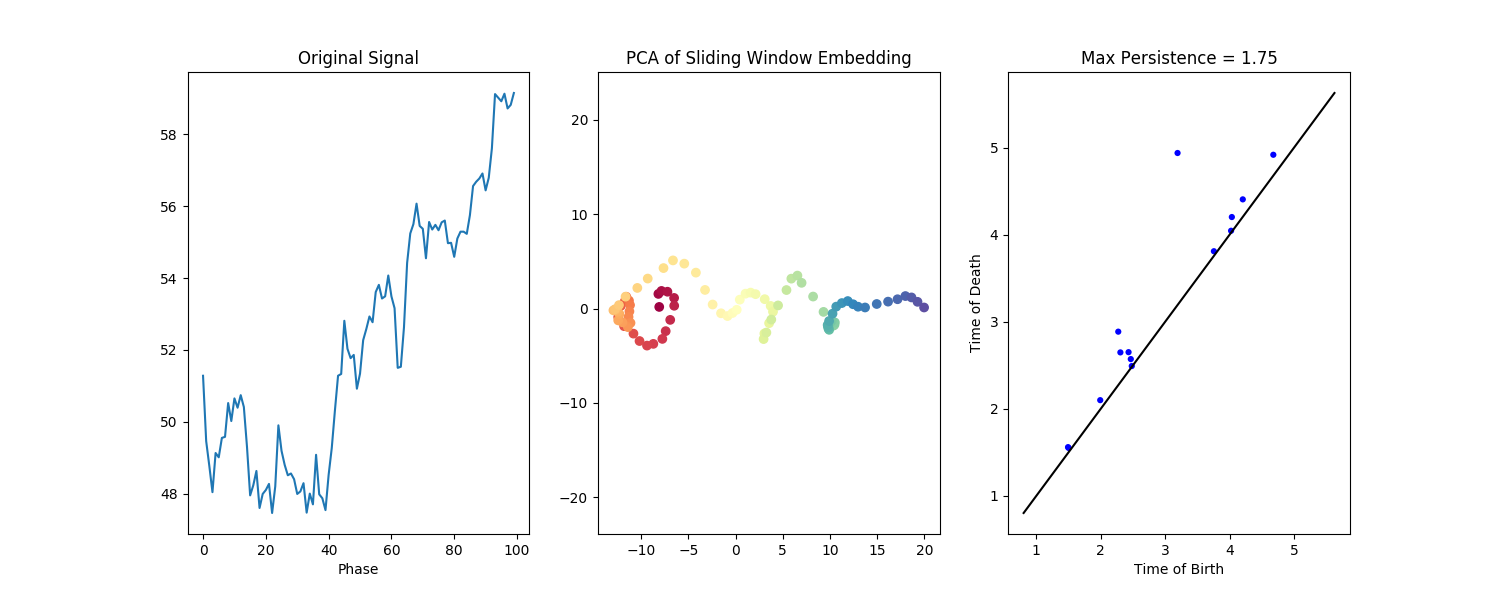 Original Signal
58
56
54
52
50
48
0 20 40 60 80 100
Phase
PCA of Sliding Window Embedding
20
10
0
−10
−20
−10 −5 0 5 10 15 20
Max Persistence = 1.75
Time of Death
5
4
3
2
1
1 2 3 4 5
Time of Birth